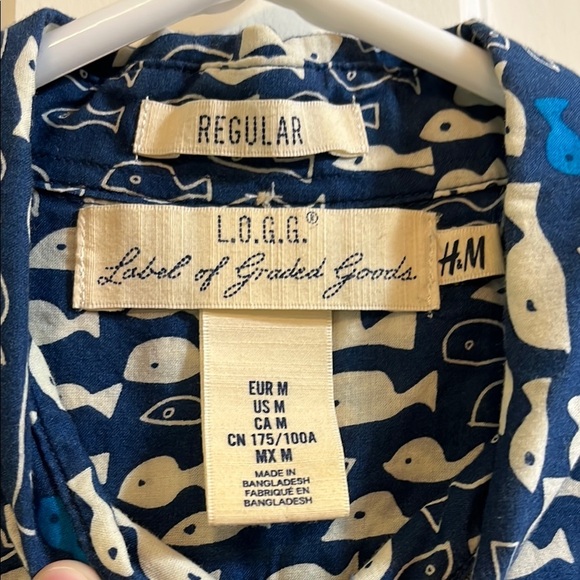 REGULAR
L.O.G.G.®
Label of Graded Goods
H&M
EUR M
US M
CA M
CN 175/100A
MX M
MADE IN
BANGLADESH
FABRIQUÉ EN
BANGLADESH